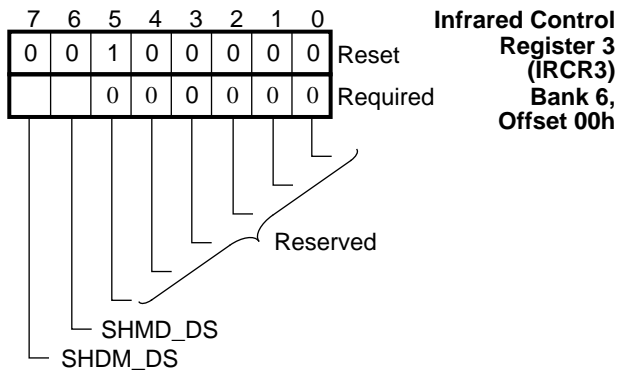 7 6 5 4 3 2 1 0
0 0 1 0 0 0 0 0 Reset
0 0 0 0 0 0 Required
Infrared Control
Register 3
(IRCR3)
Bank 6,
Offset 00h
Reserved
SHMD_DS
SHDM_DS